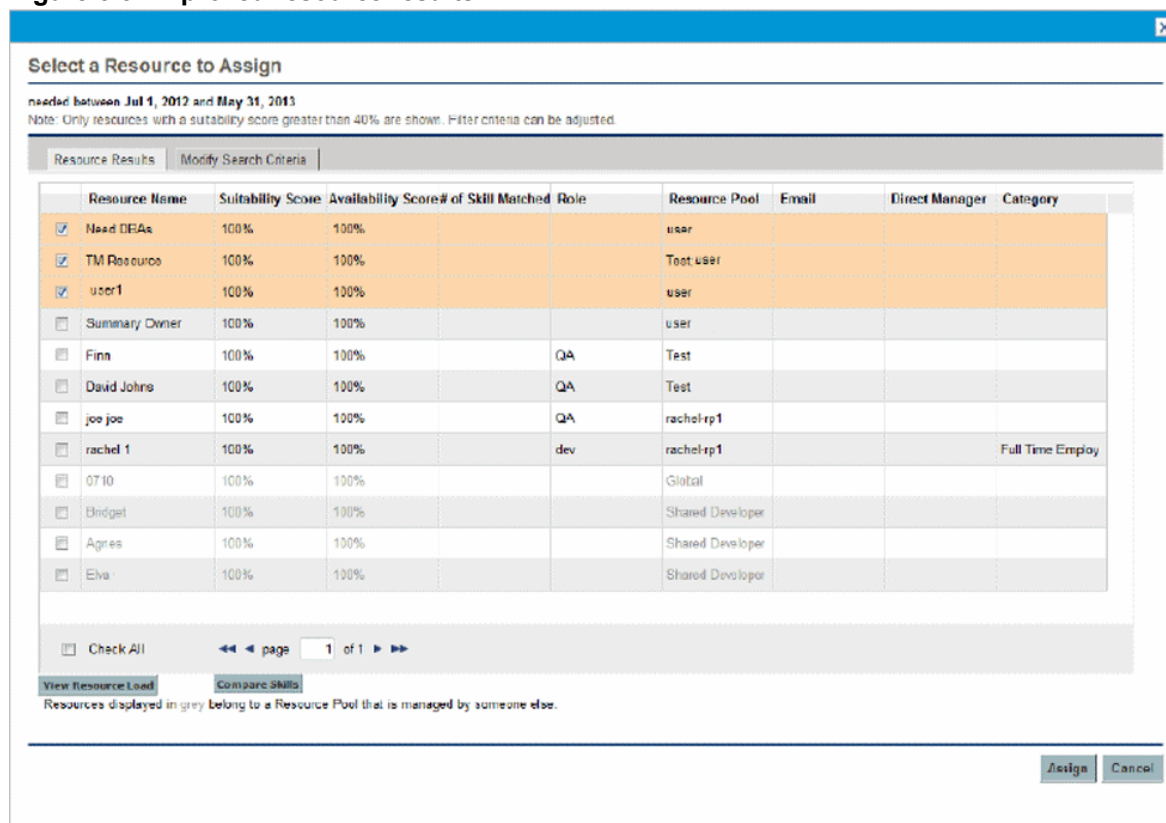 Select a Resource to Assign
needed between Jul 1, 2012 and May 31, 2013
Note: Only resources with a suitability score greater than 40% are shown. Filter criteria can be adjusted.
Resource Results Modify Search Criteria
Resource Name Suitability Score Availability Score # of Skill Matched Role Resource Pool Email Direct Manager Category
Need DBAs 100% 100% user
TM Resource 100% 100% Test user
user1 100% 100% user
Summary Owner 100% 100% user
Finn 100% 100% QA Test
David Johns 100% 100% QA Test
joe joe 100% 100% QA rachel-rp1
rachel 1 100% 100% dev rachel-rp1 Full Time Employ
0710 100% 100% Global
Bridget 100% 100% Shared Developer
Agnes 100% 100% Shared Developer
Elva 100% 100% Shared Developer
Check All page 1 of 1
View Resource Load Compare Skills
Resources displayed in grey belong to a Resource Pool that is managed by someone else.
Assign Cancel